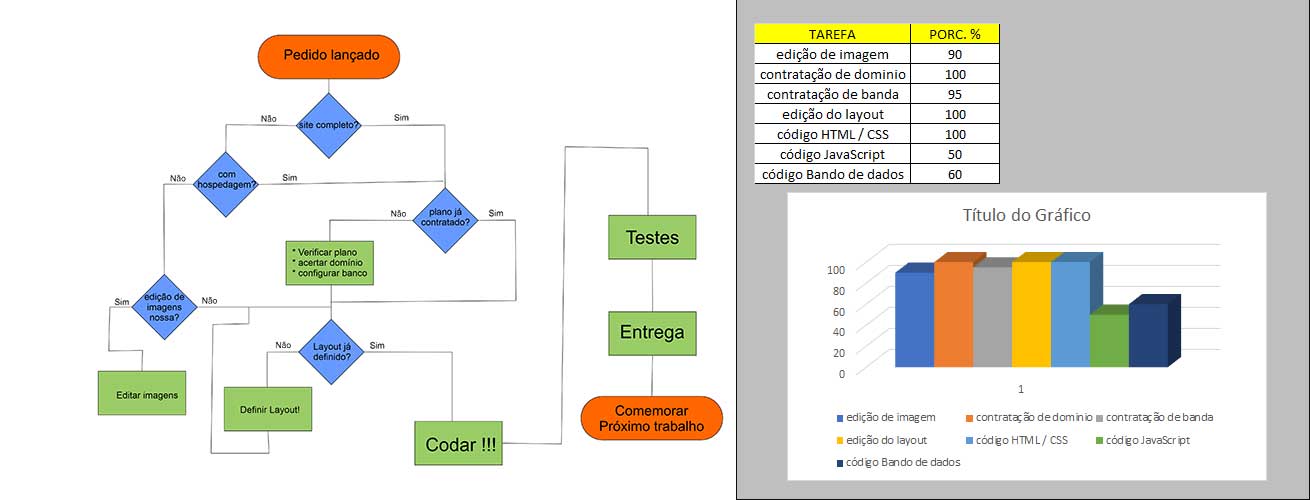 Pedido lançado
Não
site completo?
Sim
Não
com
hospedagem?
Sim
Não
plano já
contratado?
Sim
* Verificar plano
* acertar domínio
* configurar banco
Sim
edição de
imagens
nossa?
Não
Não
Layout já
definido?
Sim
Editar imagens
Definir Layout!
Codar !!!
Testes
Entrega
Comemorar
Próximo trabalho
TAREFA PORC. %
edição de imagem 90
contratação de dominio 100
contratação de banda 95
edição do layout 100
código HTML / CSS 100
código JavaScript 50
código Bando de dados 60
Título do Gráfico
100
80
60
40
20
0
1
edição de imagem contratação de dominio contratação de banda
edição do layout código HTML / CSS código JavaScript
código Bando de dados